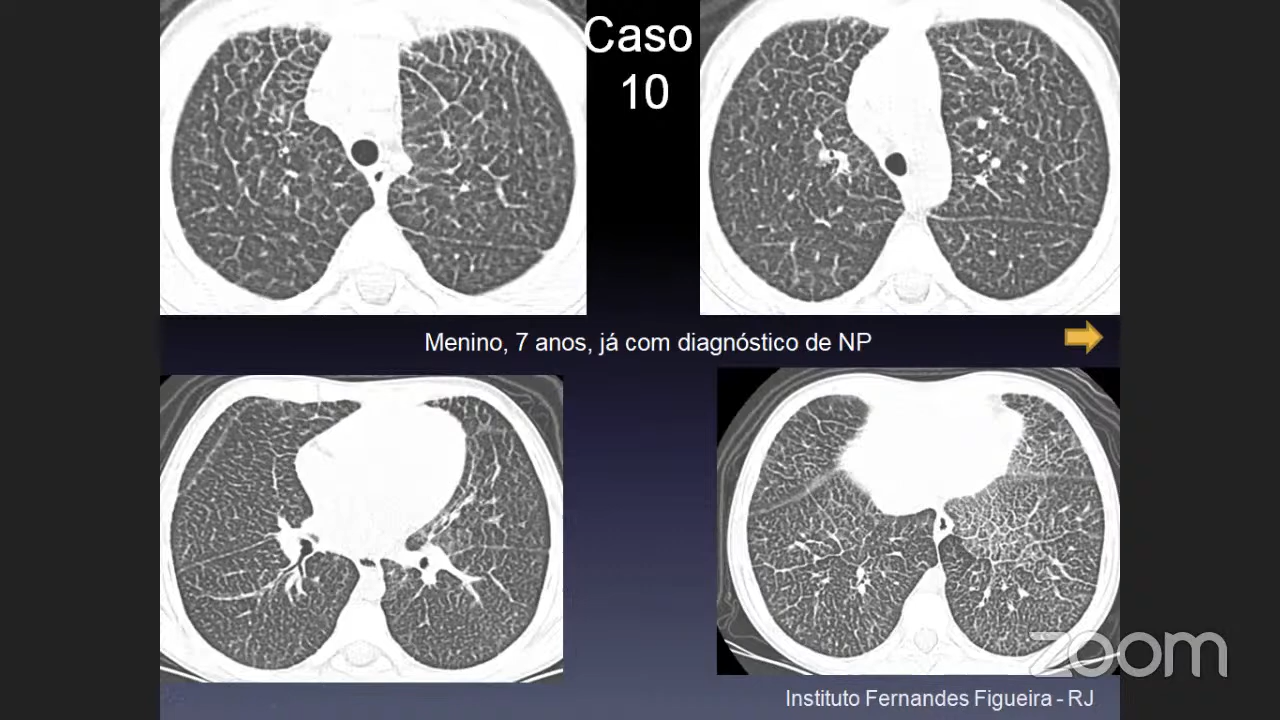 Caso
10
Menino, 7 anos, já com diagnóstico de NP
zoom
Instituto Fernandes Figueira - RJ